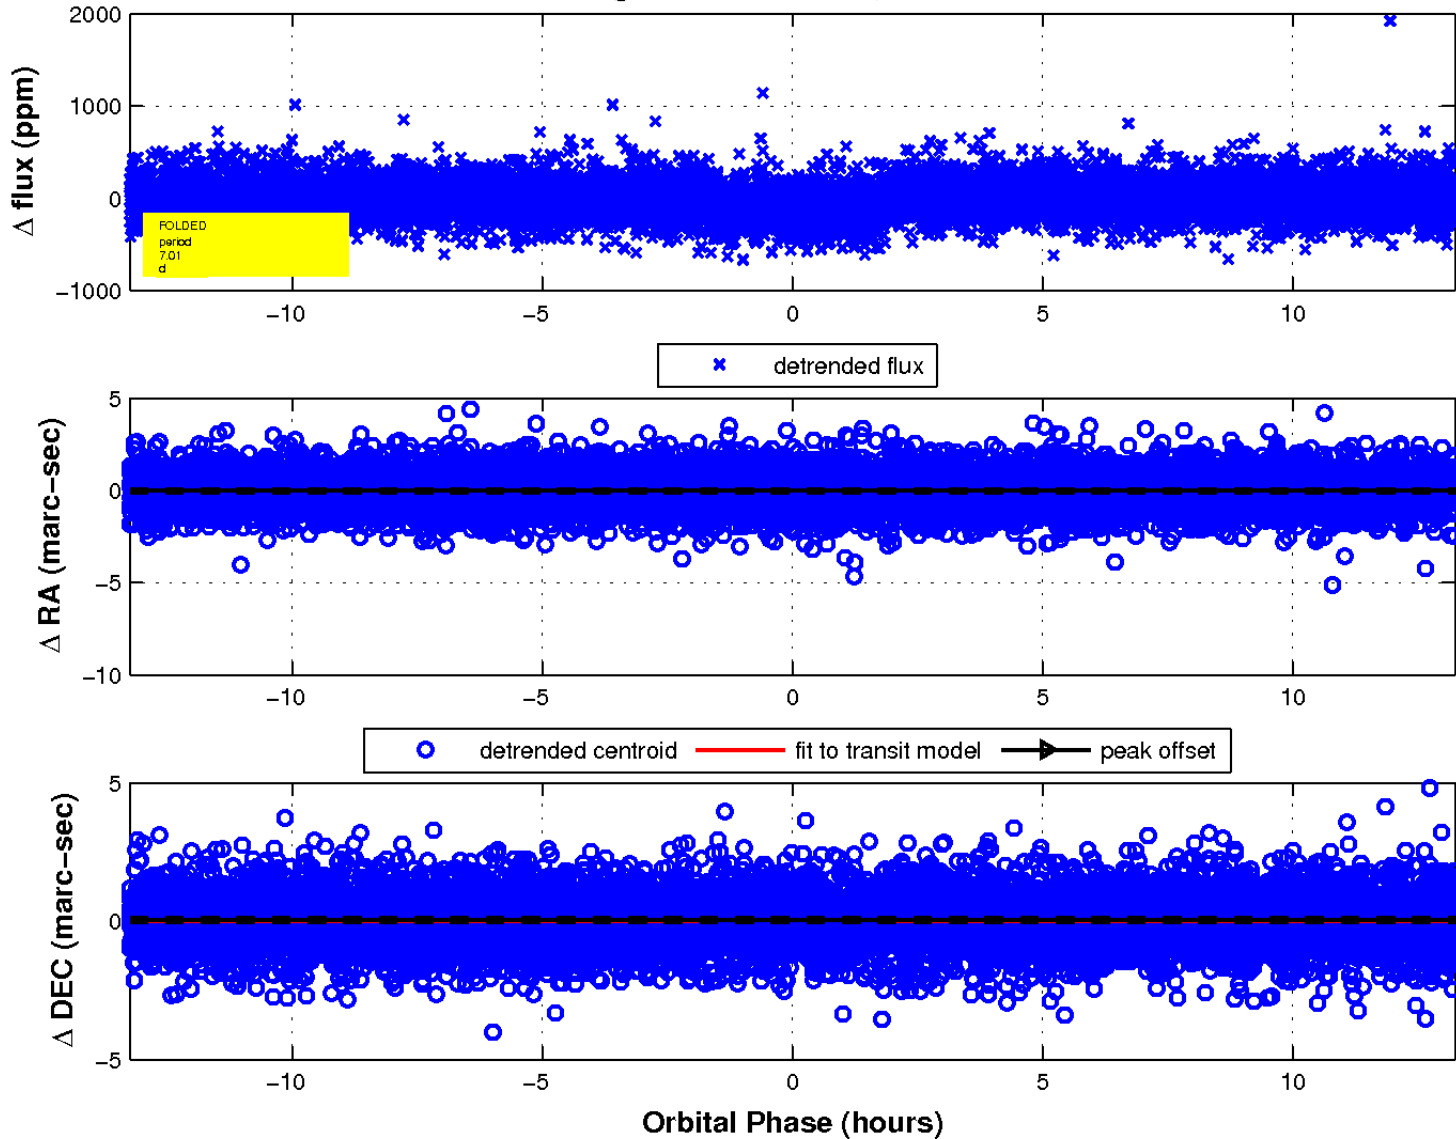 2000
1000
0
−1000
Δ flux (ppm)
FOLDED
period
7.01
d
−10 −5 0 5 10
detrended flux
5
0
−5
−10
Δ RA (marc−sec)
−10 −5 0 5 10
detrended centroid fit to transit model peak offset
5
0
−5
Δ DEC (marc−sec)
−10 −5 0 5 10
Orbital Phase (hours)